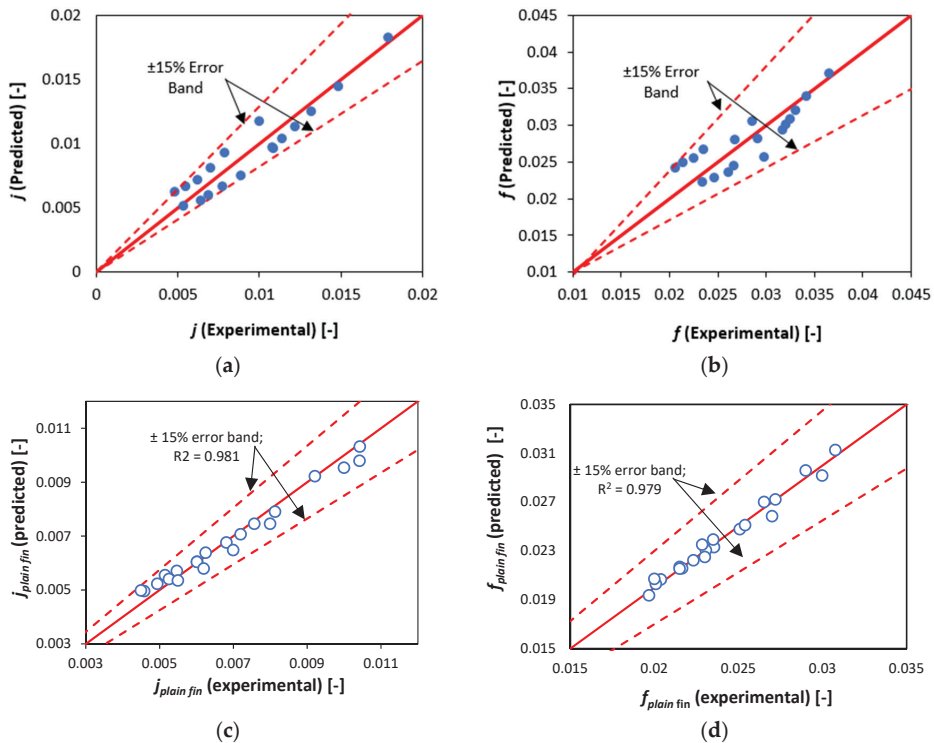 0.02
0.015
0.01
0.005
0
0
0.005
0.01
0.015
0.02
j (Predicted) [-]
j (Experimental) [-]
±15% Error
Band
(a)
0.045
0.04
0.035
0.03
0.025
0.02
0.015
0.01
0.01
0.015
0.02
0.025
0.03
0.035
0.04
0.045
f (Predicted) [-]
f (Experimental) [-]
±15% Error
Band
(b)
0.011
0.009
0.007
0.005
0.003
0.003
0.005
0.007
0.009
0.011
j plain fin (predicted) [-]
j plain fin (experimental) [-]
± 15% error band;
R2 = 0.981
(c)
0.035
0.031
0.027
0.023
0.019
0.015
0.015
0.02
0.025
0.03
0.035
f plain fin (predicted) [-]
f plain fin (experimental) [-]
± 15% error band;
R² = 0.979
(d)